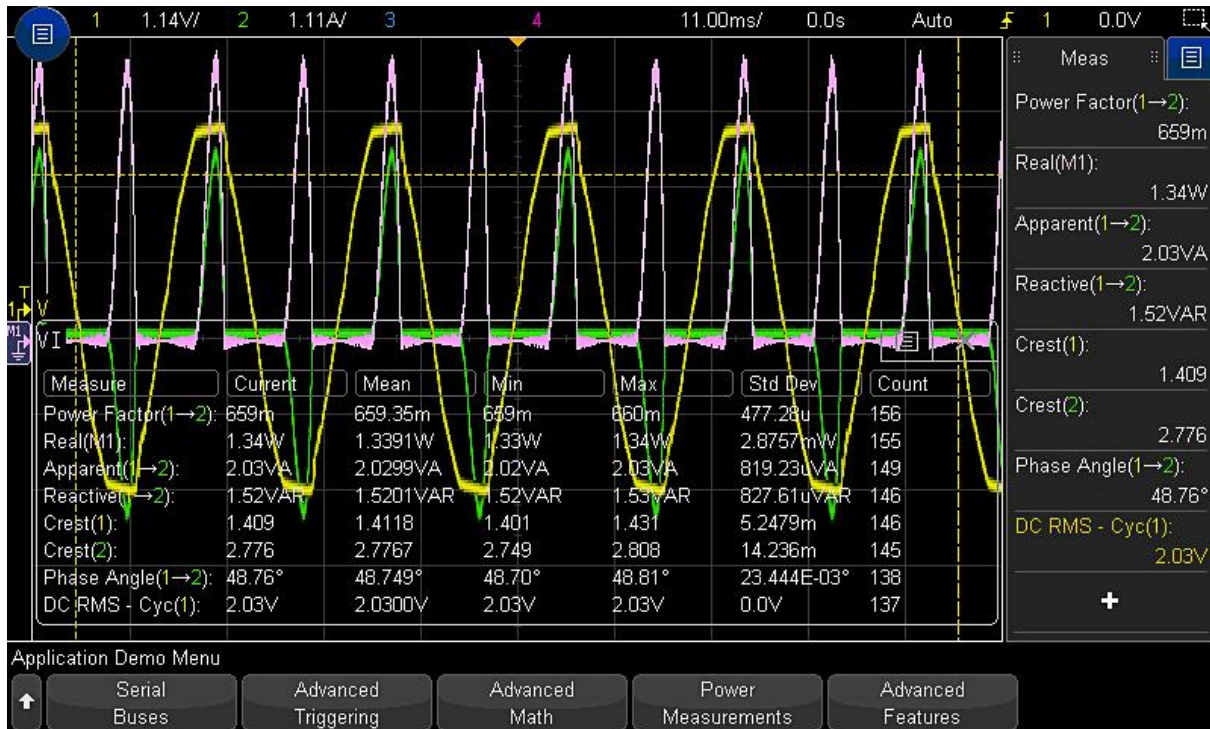 1 1.14V/ 2 1.11A/ 3 4 11.00ms/ 0.0s Auto 1 0.0V
Meas
Power Factor(1→2):
659m
Real(M1):
1.34W
Apparent(1→2):
2.03VA
Reactive(1→2):
1.52VAR
Crest(1):
1.409
Crest(2):
2.776
Phase Angle(1→2):
48.76°
DC RMS - Cyc(1):
2.03V
+
T
1 V
M1 VI
Measure Current Mean Min Max Std Dev Count
Power Factor(1→2): 659m 659.35m 659m 660m 477.28u 156
Real(M1): 1.34W 1.3391W 1.33W 1.34W 2.8757mW 155
Apparent(1→2): 2.03VA 2.0299VA 2.02VA 2.03VA 819.23uVA 149
Reactive(1→2): 1.52VAR 1.5201VAR 1.52VAR 1.53VAR 827.61uVAR 146
Crest(1): 1.409 1.4118 1.401 1.431 5.2479m 146
Crest(2): 2.776 2.7767 2.749 2.808 14.236m 145
Phase Angle(1→2): 48.76° 48.749° 48.70° 48.81° 23.444E-03° 138
DC RMS - Cyc(1): 2.03V 2.0300V 2.03V 2.03V 0.0V 137
Application Demo Menu
Serial
Buses
Advanced
Triggering
Advanced
Math
Power
Measurements
Advanced
Features